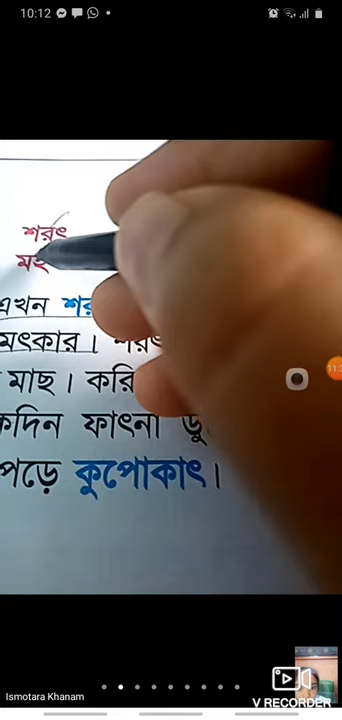 10:12
শরৎ
এখন
মৎকার।
মাছ। করি
কদিন ফাৎনা ডু
পড়ে কুপোকাৎ।
Ismotara Khanam
V RECORDER